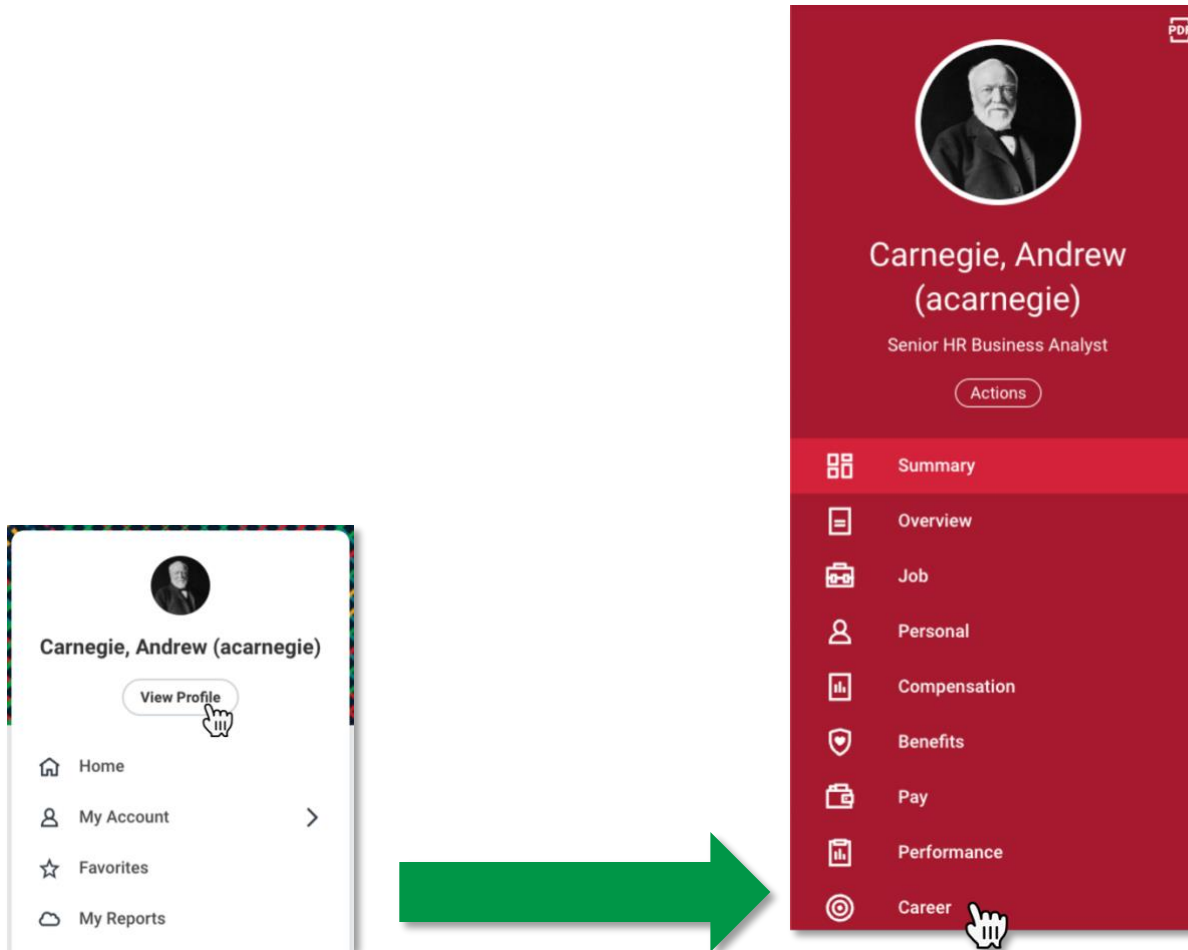 Carnegie, Andrew (acarnegie)
View Profile
Home
My Account
Favorites
My Reports
Carnegie, Andrew
(acarnegie)
Senior HR Business Analyst
Actions
Summary
Overview
Job
Personal
Compensation
Benefits
Pay
Performance
Career